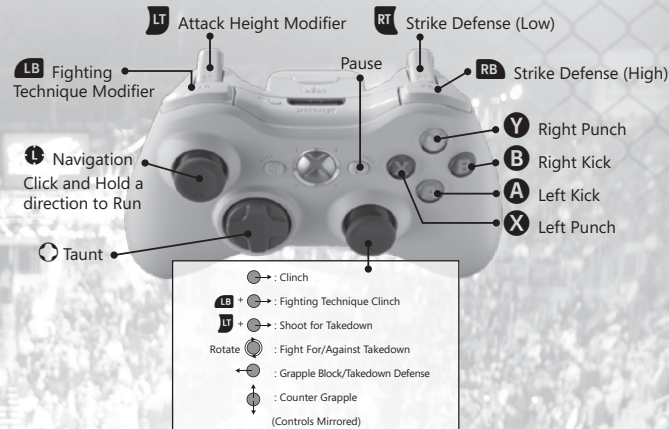 LT Attack Height Modifier
RT Strike Defense (Low)
LB Fighting
Technique Modifier
Pause
RB Strike Defense (High)
L Navigation
Click and Hold a
direction to Run
Y Right Punch
B Right Kick
A Left Kick
X Left Punch
Taunt
: Clinch
LB + : Fighting Technique Clinch
LT + : Shoot for Takedown
Rotate : Fight For/Against Takedown
: Grapple Block/Takedown Defense
: Counter Grapple
(Controls Mirrored)